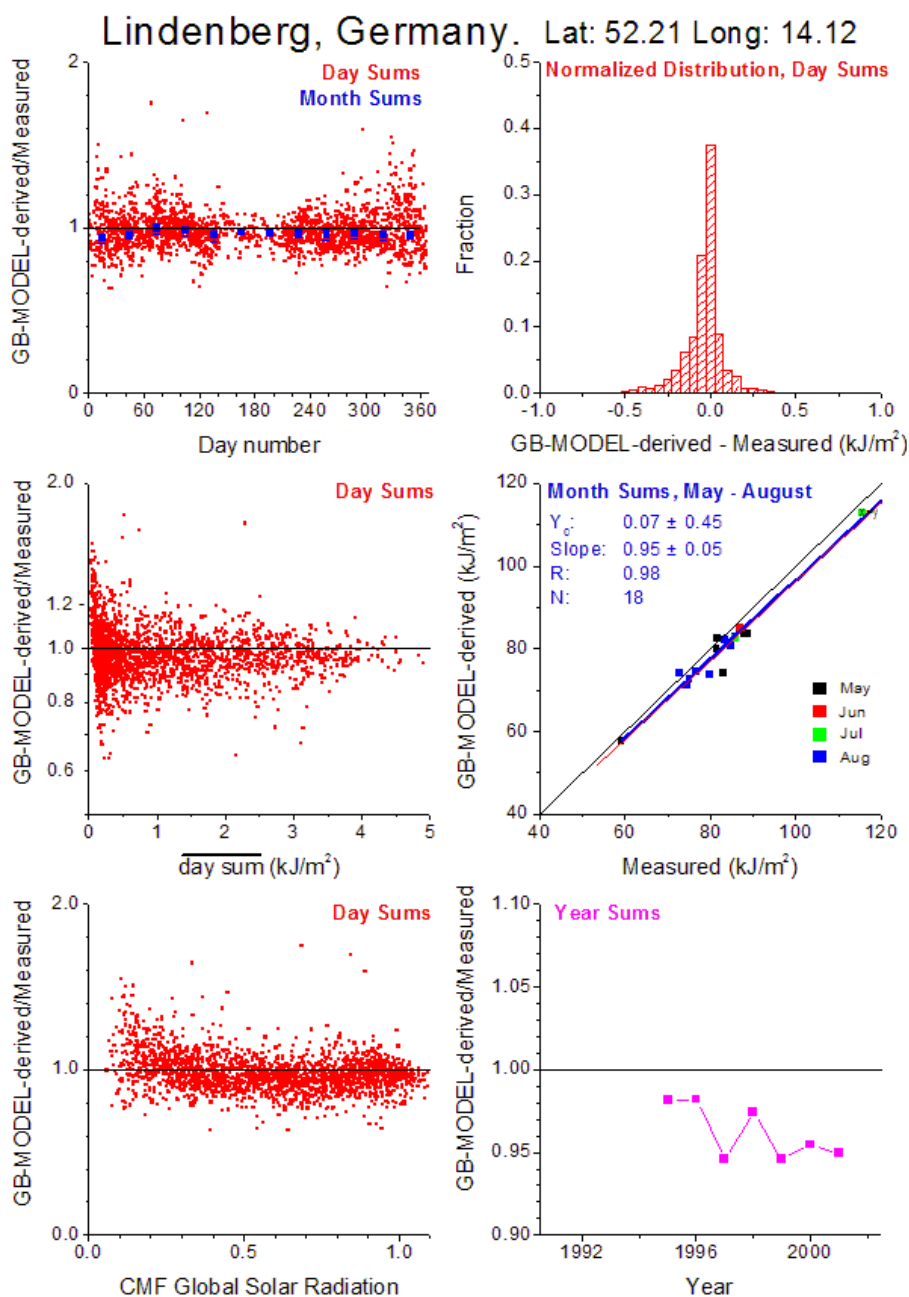 Lindenberg, Germany. Lat: 52.21 Long: 14.12
GB-MODEL-derived/Measured
2
1
0
Day Sums
Month Sums
0 60 120 180 240 300 360
Day number
Fraction
0.5
0.4
0.3
0.2
0.1
0.0
Normalized Distribution, Day Sums
-1.0 -0.5 0.0 0.5 1.0
GB-MODEL-derived - Measured (kJ/m²)
GB-MODEL-derived/Measured
2.0
1.2
1.0
0.8
0.6
Day Sums
0 1 2 3 4 5
day sum (kJ/m²)
GB-MODEL-derived (kJ/m²)
120
100
80
60
40
Month Sums, May - August
Y₀: 0.07 ± 0.45
Slope: 0.95 ± 0.05
R: 0.98
N: 18
May
Jun
Jul
Aug
40 60 80 100 120
Measured (kJ/m²)
GB-MODEL-derived/Measured
2.0
1.0
0.0
Day Sums
0.0 0.5 1.0
CMF Global Solar Radiation
GB-MODEL-derived/Measured
1.10
1.05
1.00
0.95
0.90
Year Sums
1992 1996 2000
Year